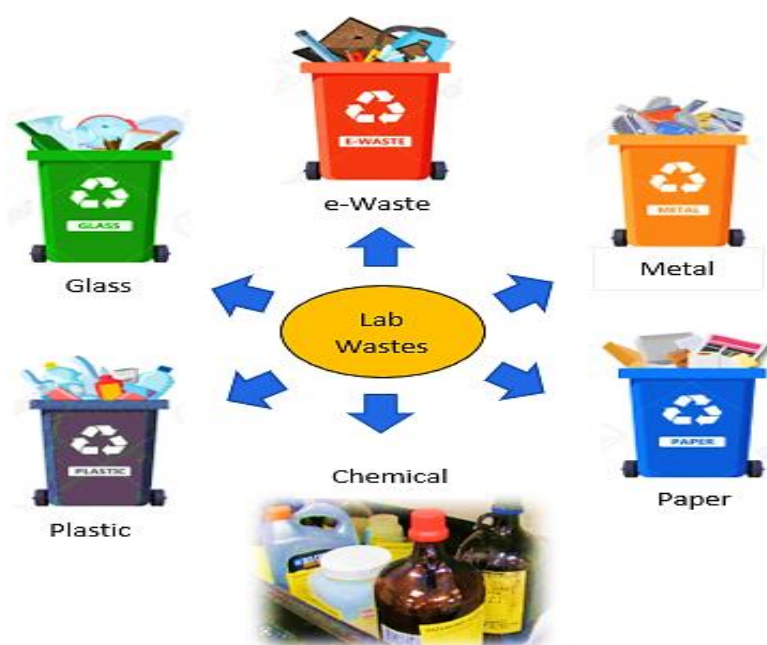 E-WASTE
e-Waste
GLASS
Glass
METAL
Metal
Lab
Wastes
PLASTIC
Plastic
PAPER
Paper
Chemical